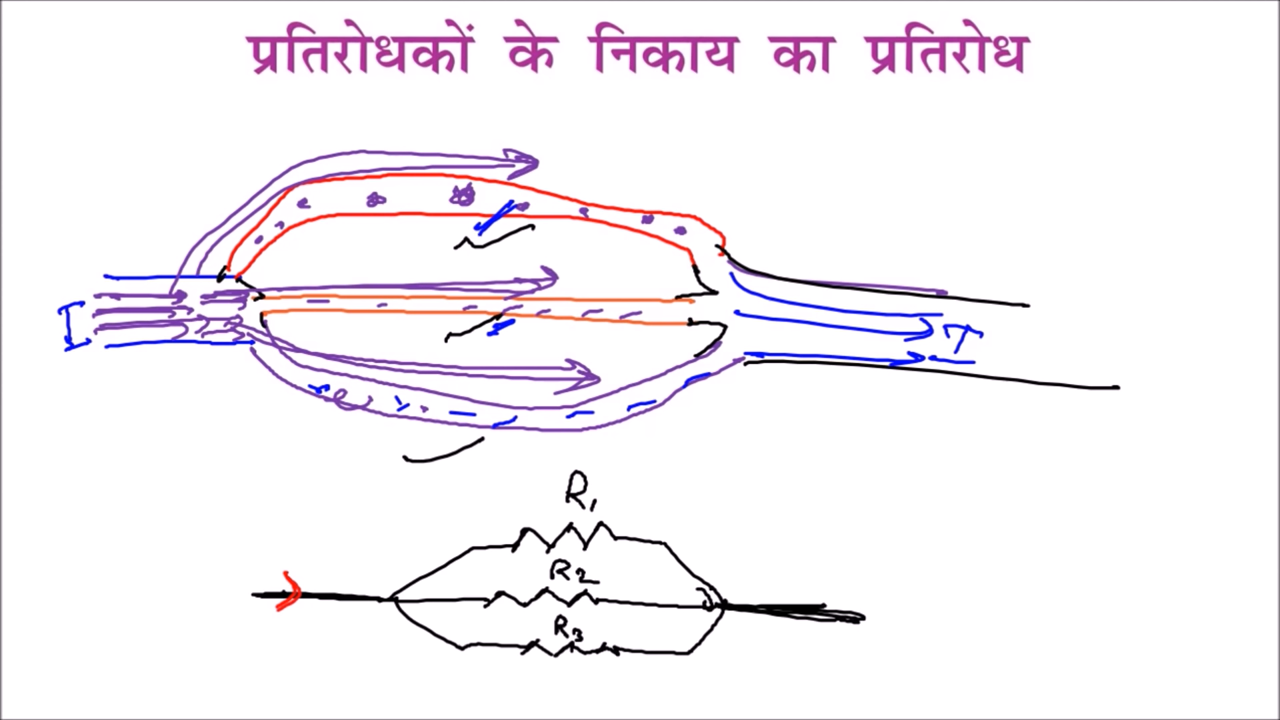 प्रतिरोधकों के निकाय का प्रतिरोध
I
I
R1
R2
R3